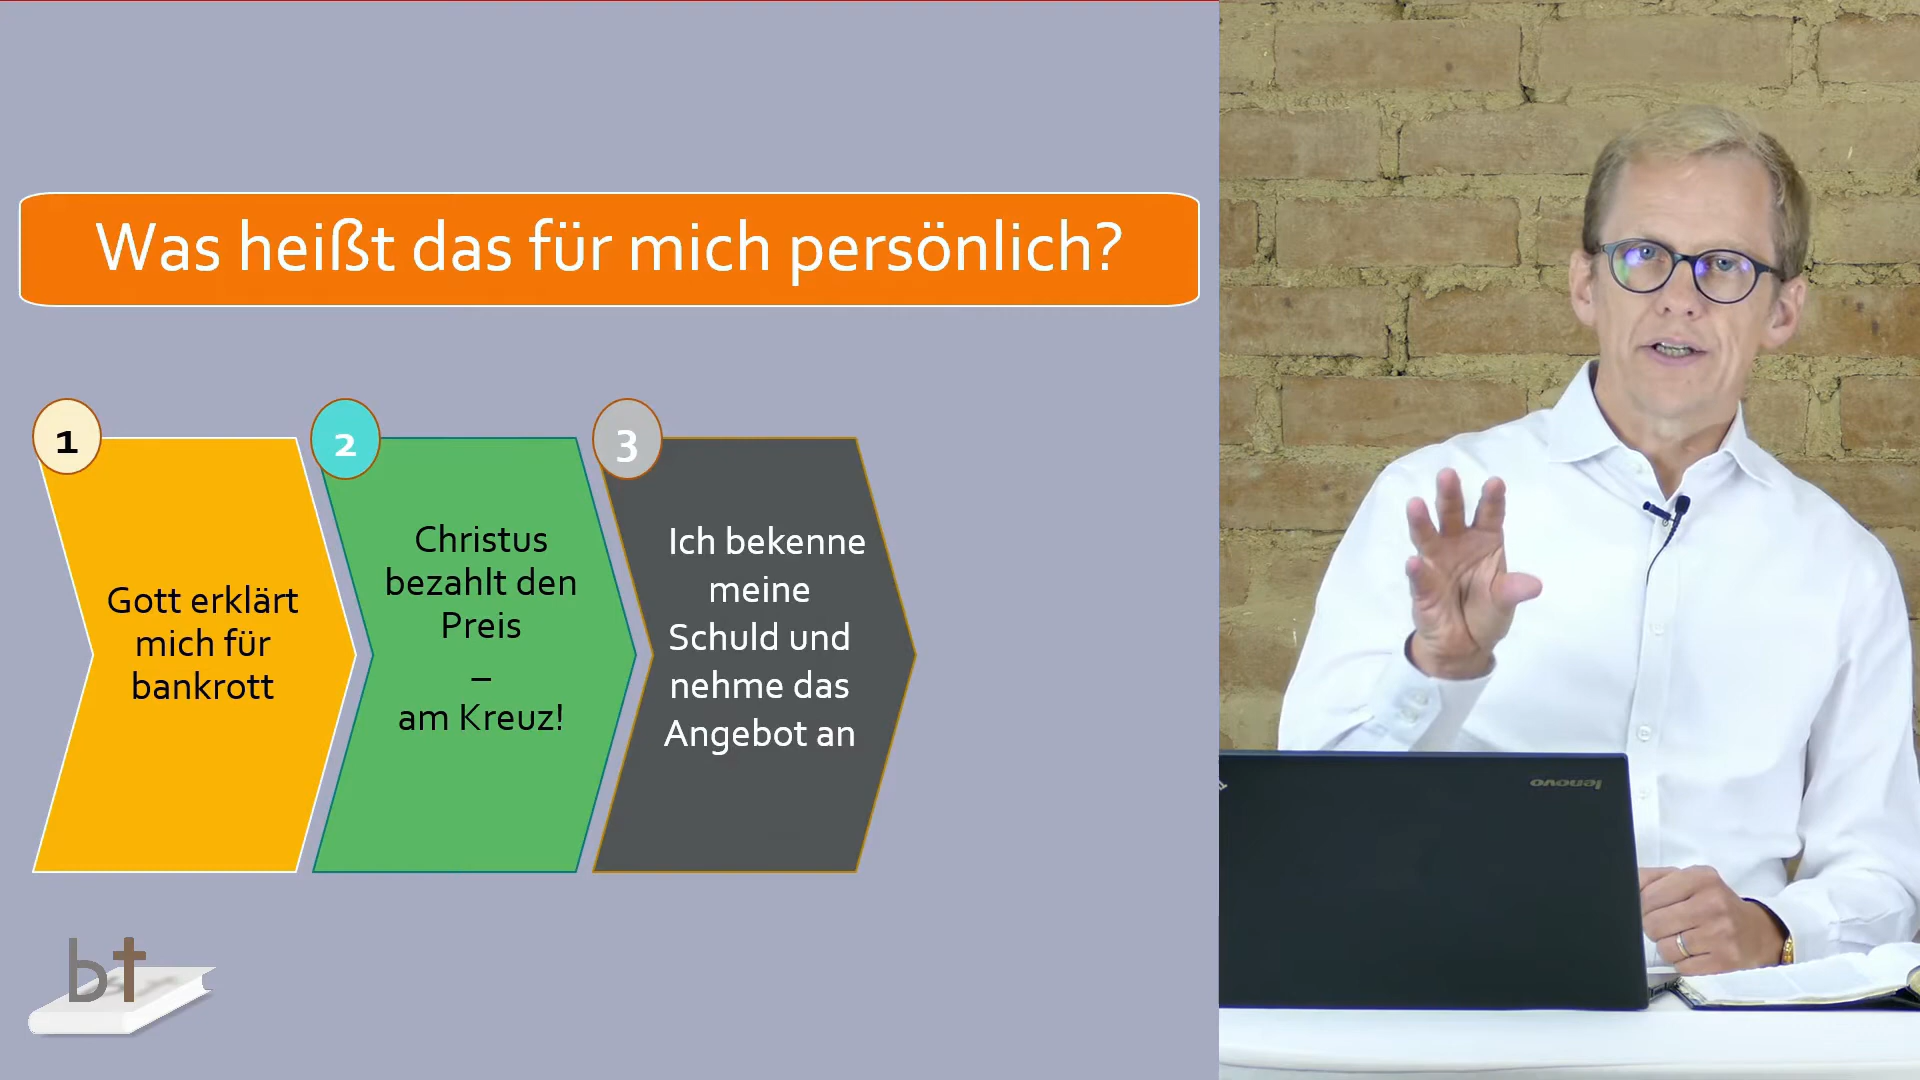 Was heißt das für mich persönlich?
1
Gott erklärt
mich für
bankrott
2
Christus
bezahlt den
Preis
–
am Kreuz!
3
Ich bekenne
meine
Schuld und
nehme das
Angebot an
bt
lenovo